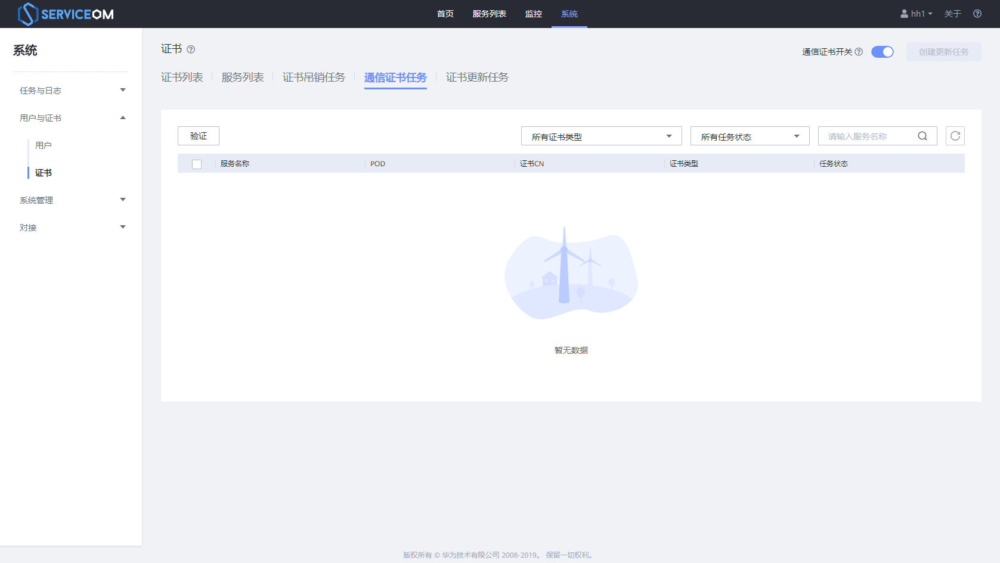 SERVICEOM 首页 服务列表 监控 系统 hh1 关于
系统
任务与日志
用户与证书
用户
证书
系统管理
对接
证书
通信证书开关 创建更新任务
证书列表 服务列表 证书吊销任务 通信证书任务 证书更新任务
验证 所有证书类型 所有任务状态 请输入服务名称
服务名称 POD 证书CN 证书类型 任务状态
暂无数据
版权所有 © 华为技术有限公司 2008-2019。 保留一切权利。